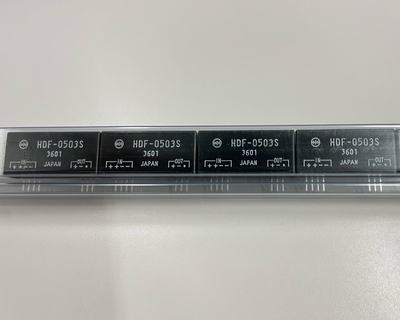 HDF-0503S
3601
IN JAPAN OUT
++-- +-*
HDF-0503S
3601
IN JAPAN OUT
++-- +-*
HDF-0503S
3601
IN JAPAN OUT
++-- +-*
HDF-0503S
3601
IN JAPAN OUT
++-- +-*